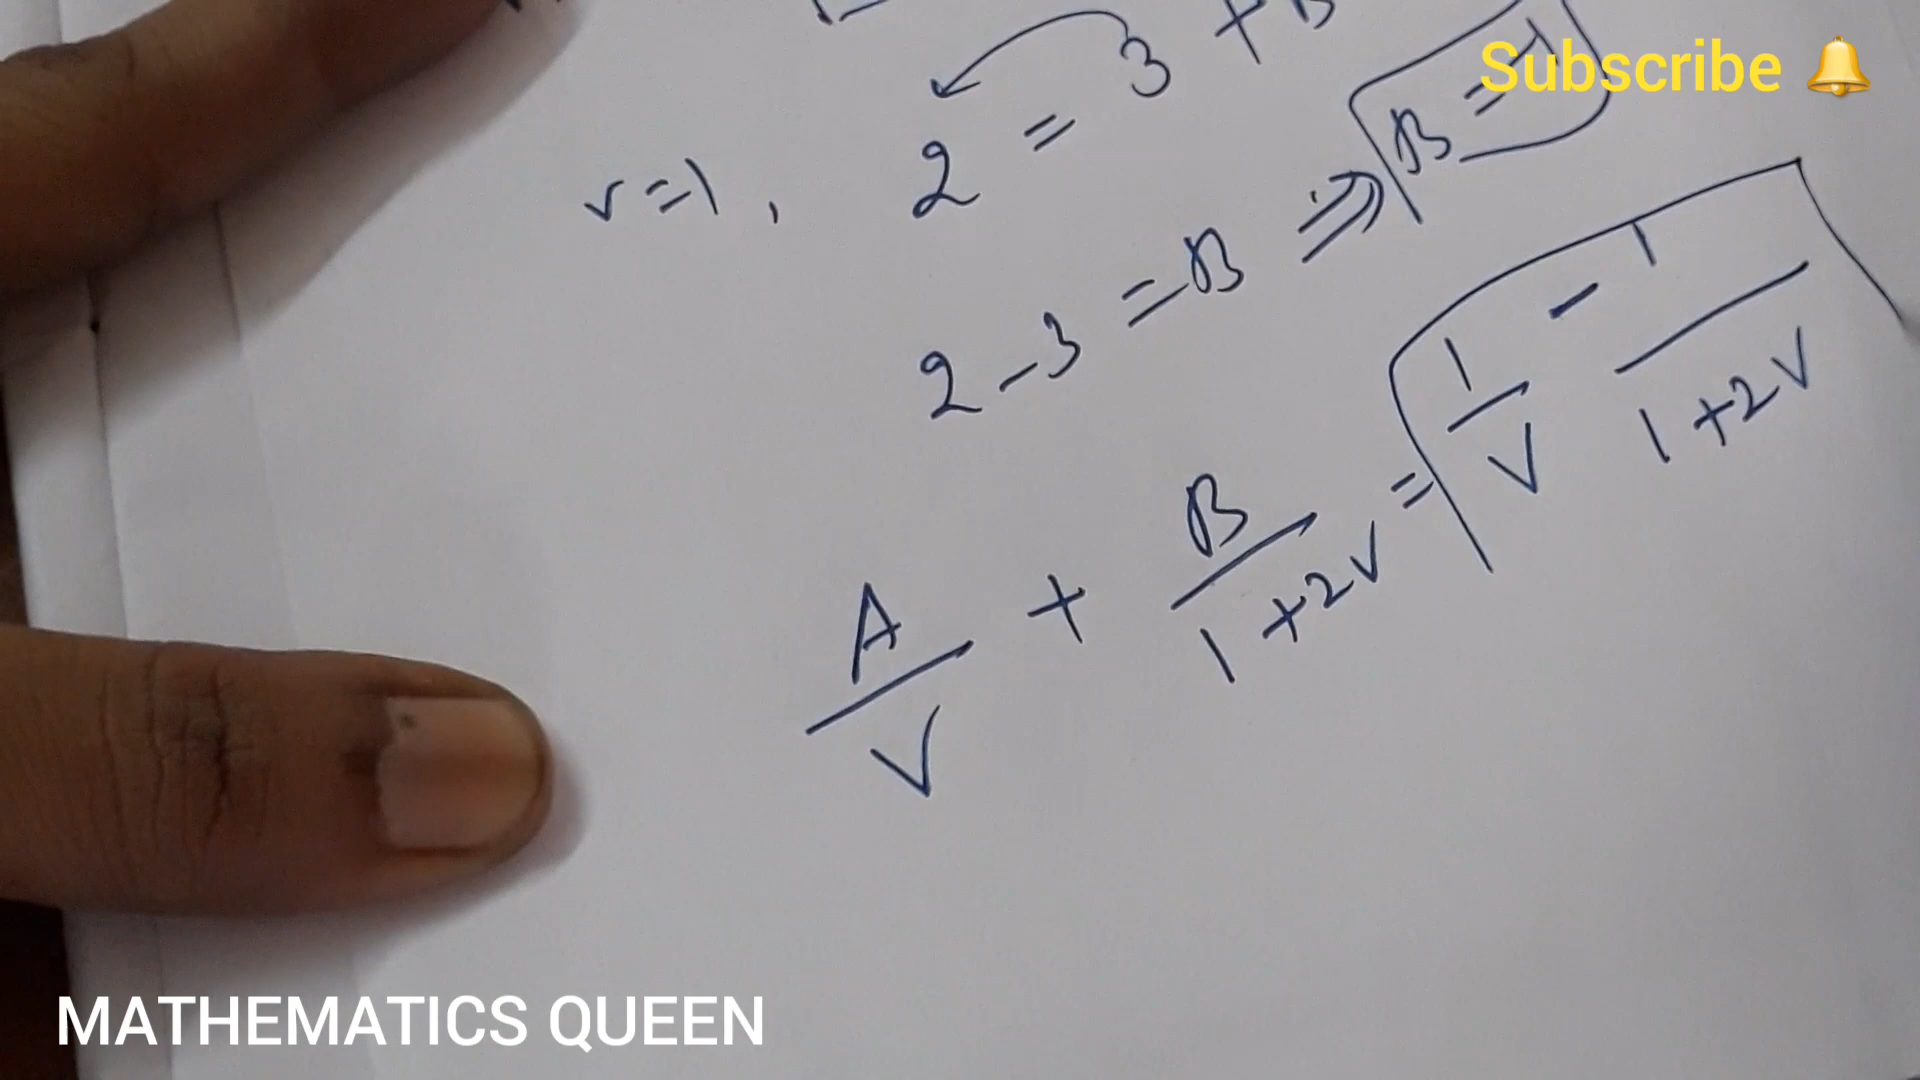 Subscribe 🔔
v=1, 2 = 3 + B
2 - 3 = B ⇒ B = -1
A/V + B/1+2V = 1/V - 1/1+2V
MATHEMATICS QUEEN